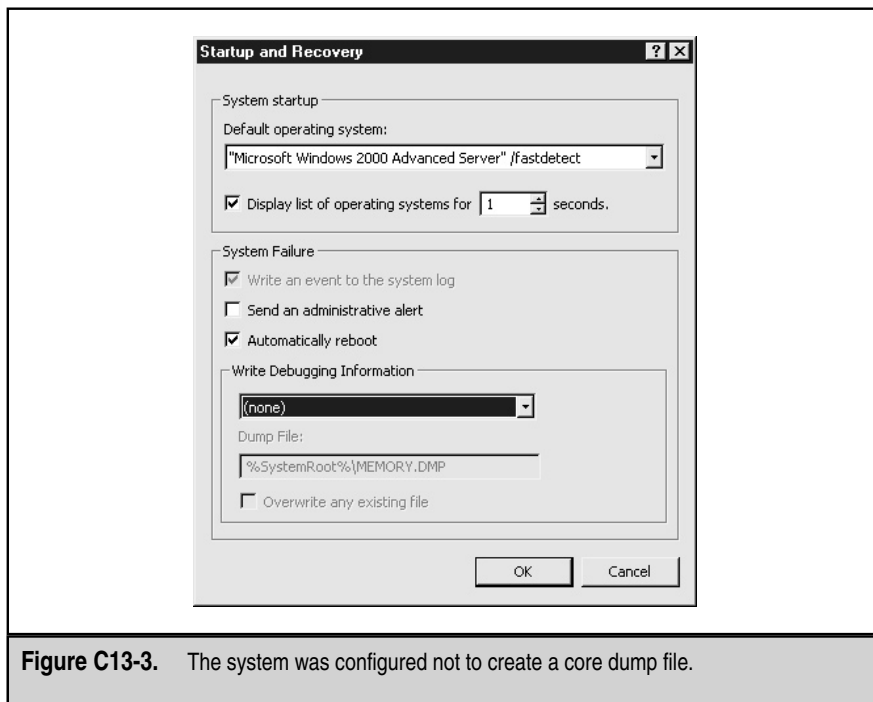 Startup and Recovery
System startup
Default operating system:
"Microsoft Windows 2000 Advanced Server" /fastdetect
Display list of operating systems for 1 seconds.
System Failure
Write an event to the system log
Send an administrative alert
Automatically reboot
Write Debugging Information
(none)
Dump File:
%SystemRoot%\MEMORY.DMP
Overwrite any existing file
OK Cancel
Figure C13-3. The system was configured not to create a core dump file.